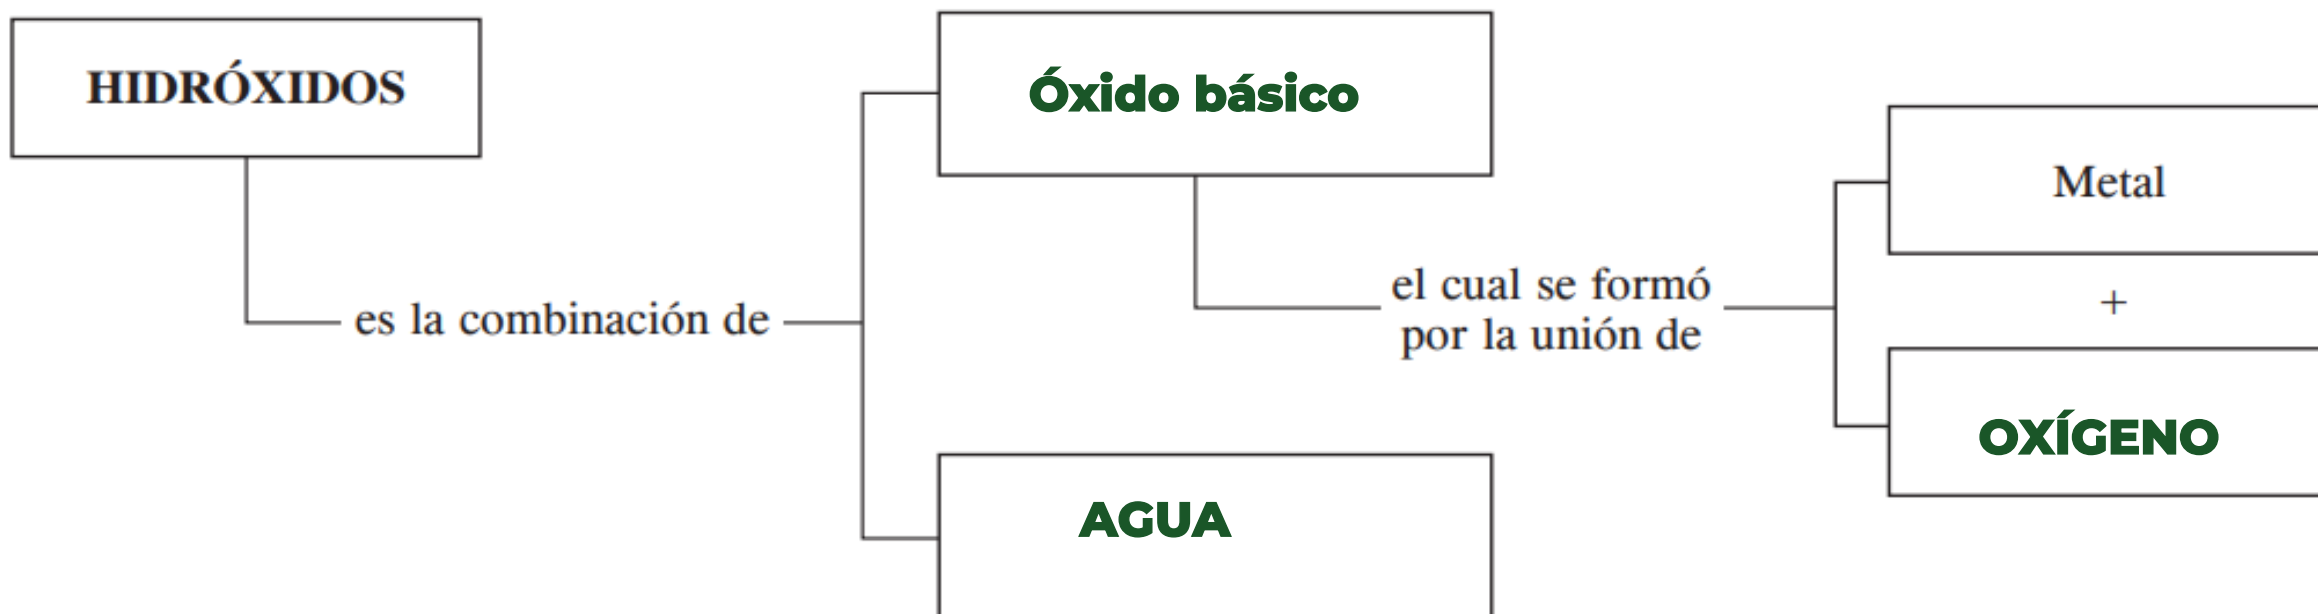 HIDRÓXIDOS
es la combinación de
Óxido básico
AGUA
el cual se formó
por la unión de
Metal
+
OXÍGENO